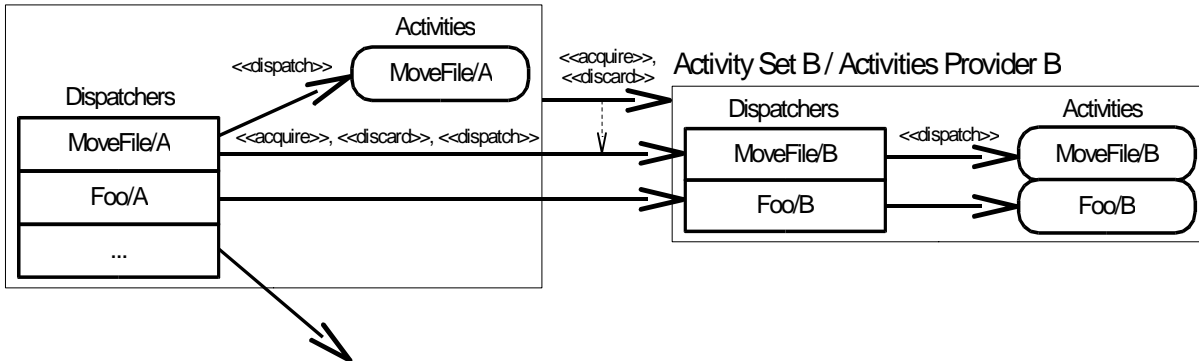 Activities
<<dispatch>>
MoveFile/A
<<acquire>>,
<<discard>>
Activity Set B / Activities Provider B
Dispatchers
MoveFile/A
<<acquire>>, <<discard>>, <<dispatch>>
Foo/A
...
Dispatchers
Activities
MoveFile/B
<<dispatch>>
MoveFile/B
Foo/B
Foo/B